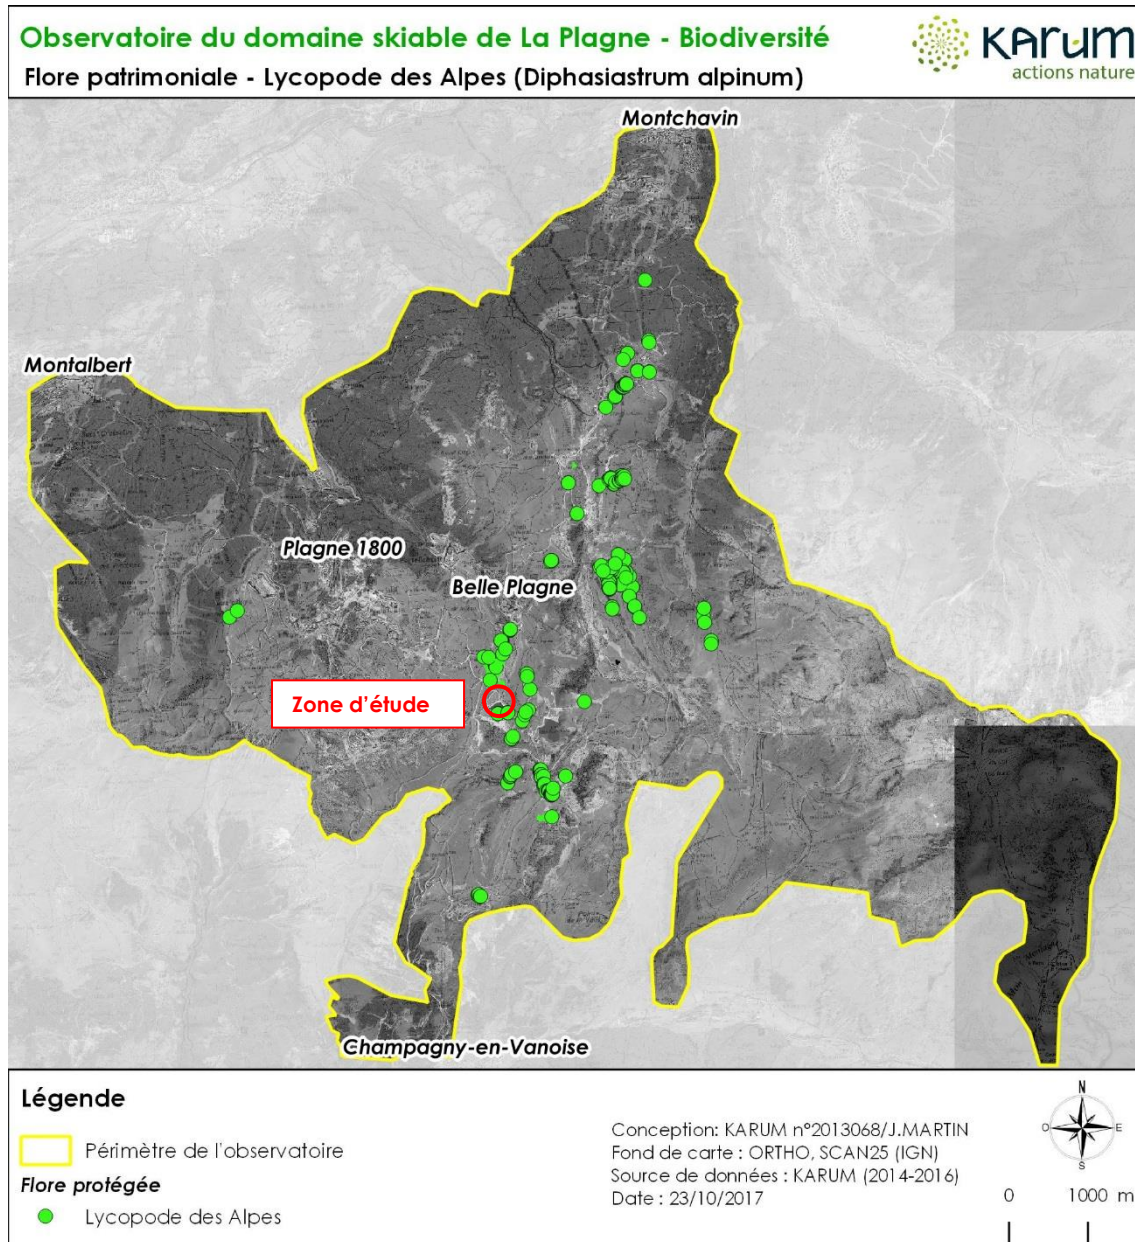 Observatoire du domaine skiable de La Plagne - Biodiversité
Flore patrimoniale - Lycopode des Alpes (Diphasiastrum alpinum)
KARUM
actions nature
Montchavin
Montalbert
Plagne 1800
Belle Plagne
Zone d'étude
Champagny-en-Vanoise
Légende
Périmètre de l'observatoire
Flore protégée
Lycopode des Alpes
Conception: KARUM n°2013068/J.MARTIN
Fond de carte : ORTHO, SCAN25 (IGN)
Source de données : KARUM (2014-2016)
Date : 23/10/2017
N
O
E
S
0 1000 m